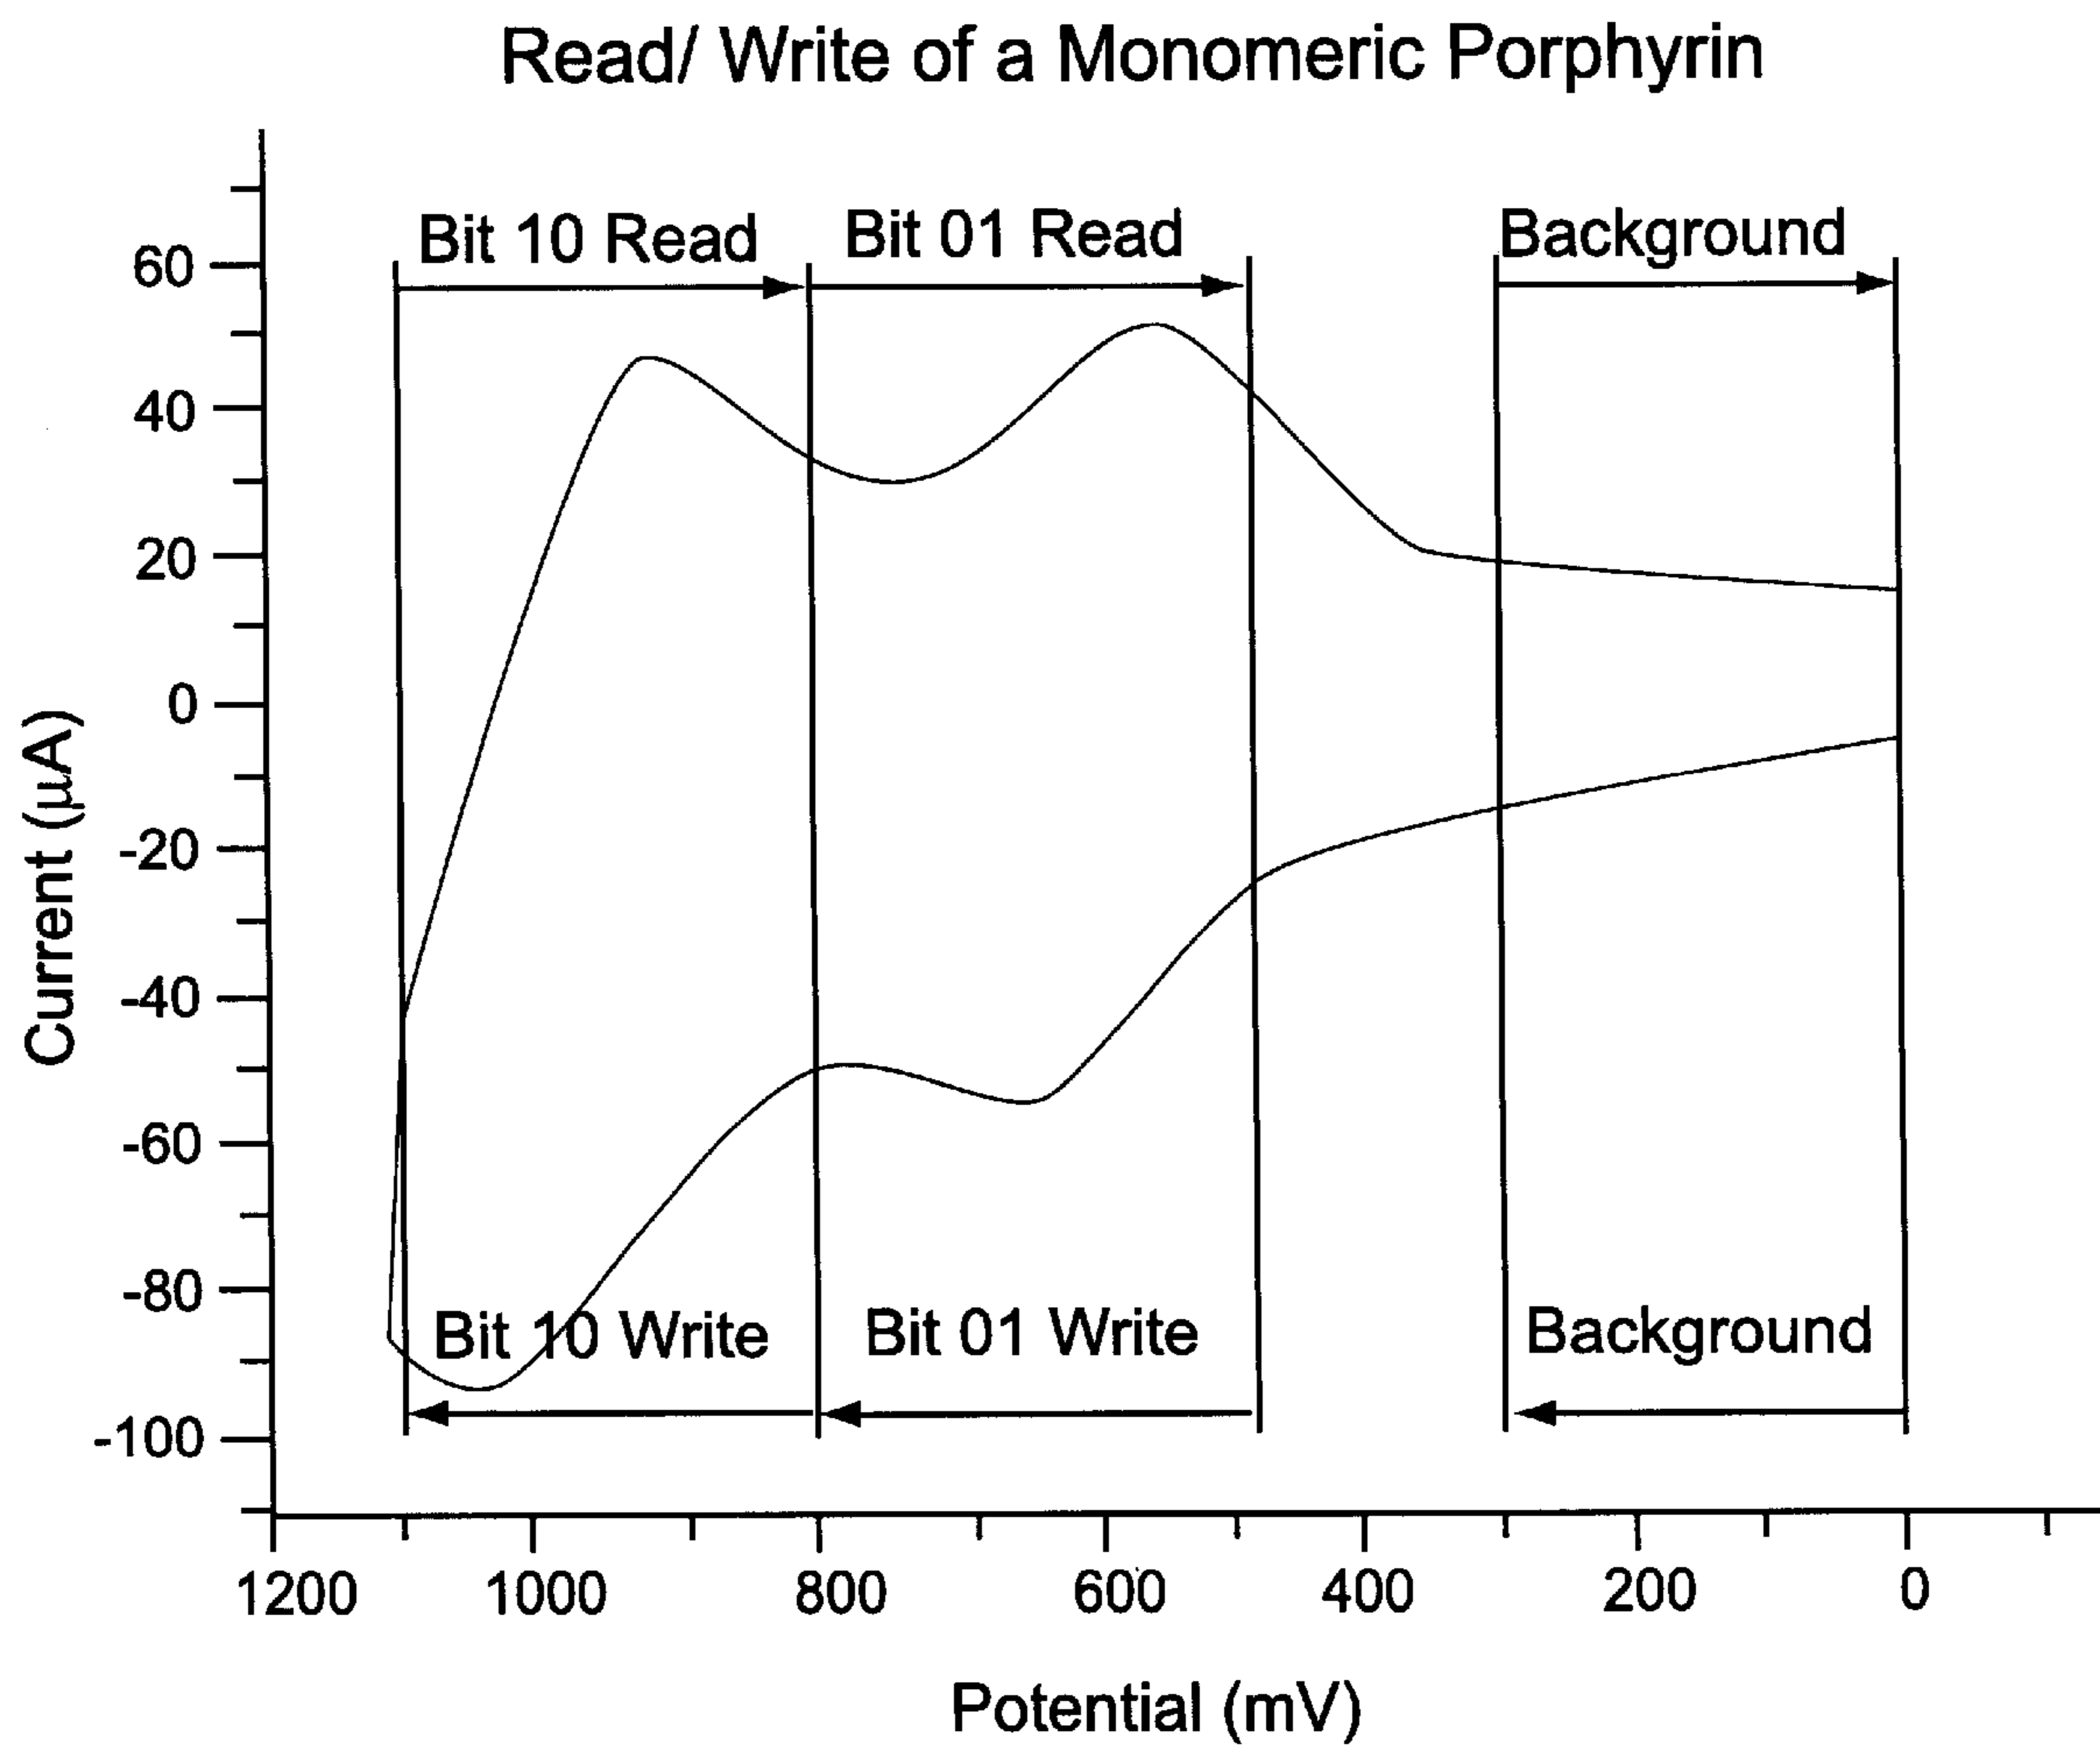 Read/ Write of a Monomeric Porphyrin
Bit 10 Read
Bit 01 Read
Background
60
40
20
0
-20
-40
-60
-80
-100
Current (µA)
Bit 10 Write
Bit 01 Write
Background
1200
1000
800
600
400
200
0
Potential (mV)